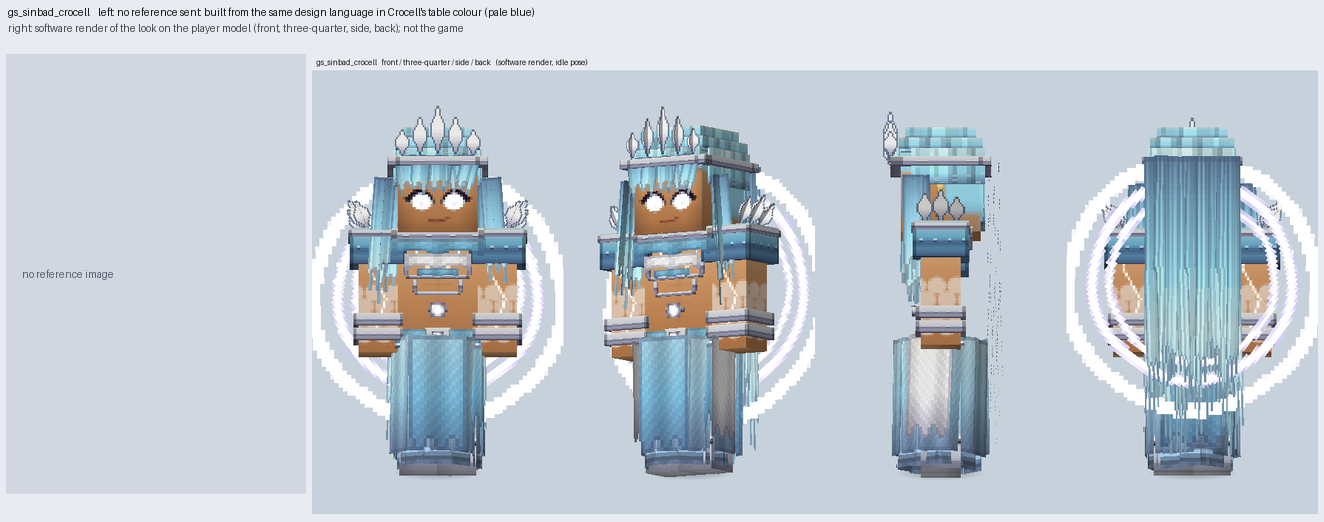 gs_sinbad_crocell left: no reference sent: built from the same design language in Crocell's table colour (pale blue)
right: software render of the look on the player model (front, three-quarter, side, back); not the game
gs_sinbad_crocell front / three-quarter / side / back (software render, idle pose)
no reference image